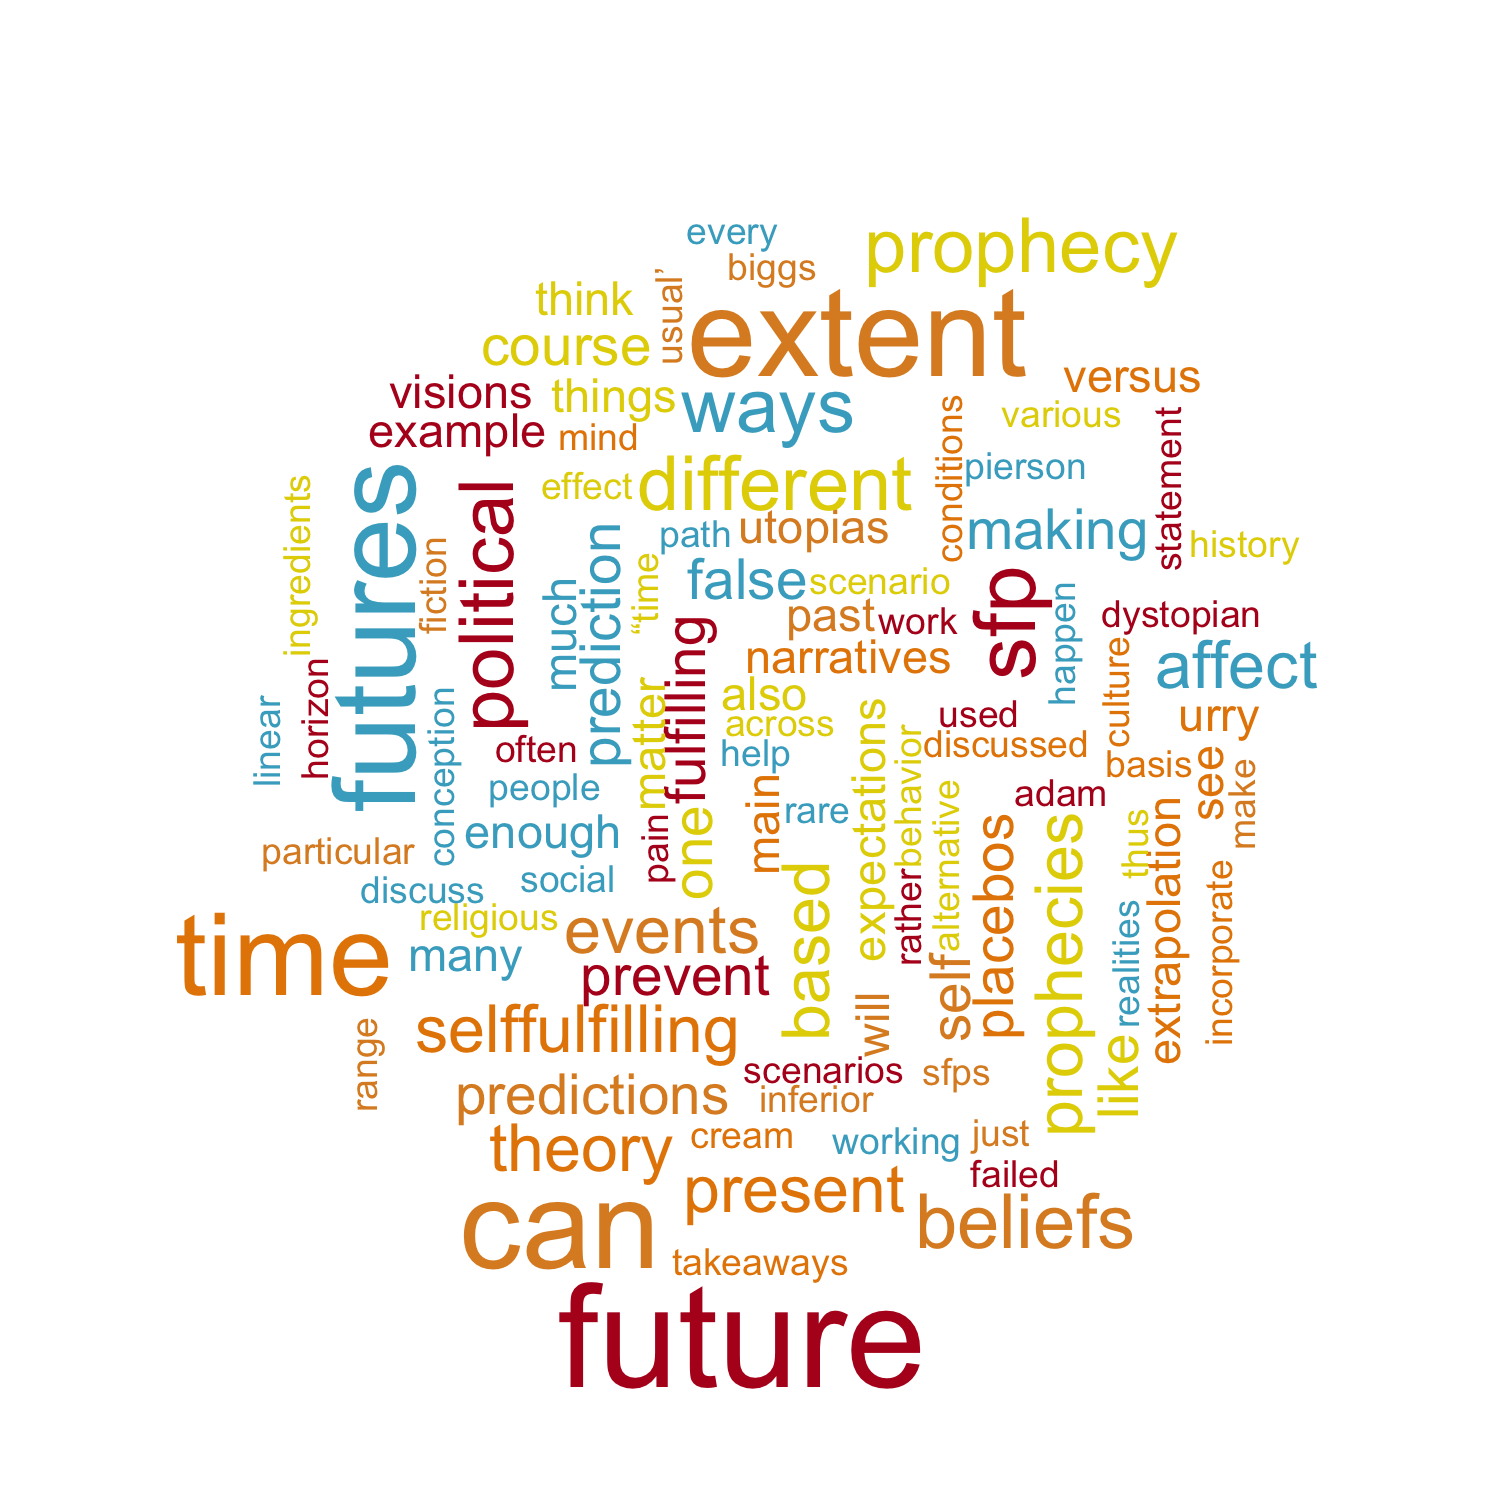 every
prophecy
biggs
think
usual’
extent
course
versus
visions
things
ways
various
example
mind
conditions
pierson
statement
effect
different
futures
political
ingredients
fiction
path
utopias
making
history
prediction
much
“time
false
scenario
sfp
happen
past
work
dystopian
narratives
culture
affect
fulfilling
horizon
linear
conception
matter
also
across
expectations
behavior
used
urry
often
help
discussed
basis
see
make
people
main
rare
adam
thus
enough
pain
one
alternative
placebos
prophecies
extrapolation
particular
based
rather
incorporate
discuss
social
religious
realities
time
many
events
prevent
self
will
selffulfilling
like
range
scenarios
sfps
predictions
inferior
theory
cream
working
just
failed
present
can
beliefs
takeaways
future